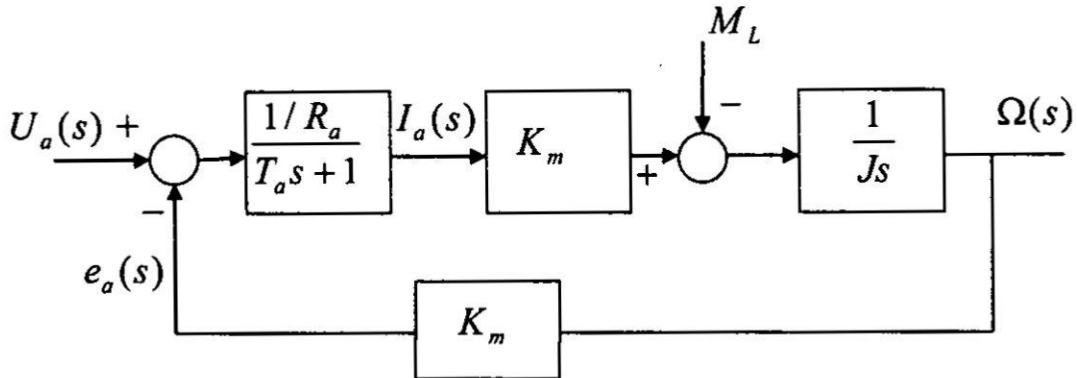 M_L
U_a(s) + 
1/R_a
T_a s+1
I_a(s)
K_m
+
−
1
Js
Ω(s)
−
e_a(s)
K_m